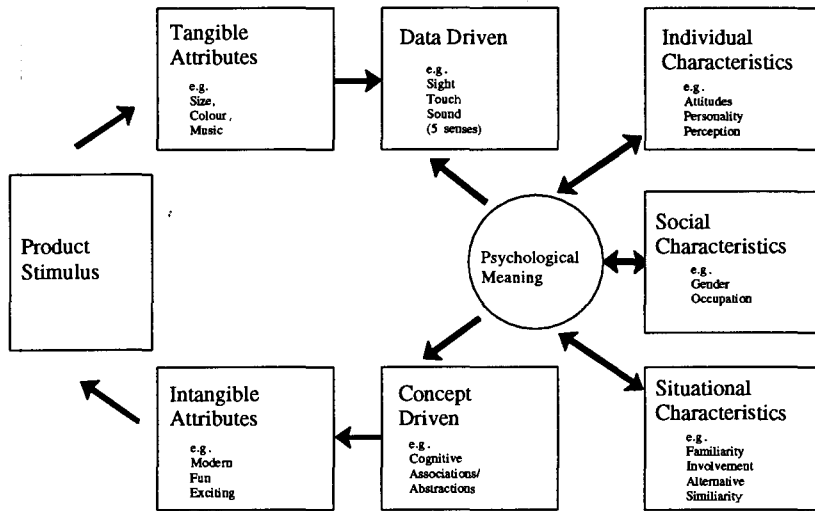 Tangible
Attributes
e.g.
Size,
Colour,
Music
Data Driven
e.g.
Sight
Touch
Sound
(5 senses)
Individual
Characteristics
e.g.
Attitudes
Personality
Perception
Product
Stimulus
Psychological
Meaning
Social
Characteristics
e.g.
Gender
Occupation
Intangible
Attributes
e.g.
Modern
Fun
Exciting
Concept
Driven
e.g.
Cognitive
Associations/
Abstractions
Situational
Characteristics
e.g.
Familiarity
Involvement
Alternative
Similiarity